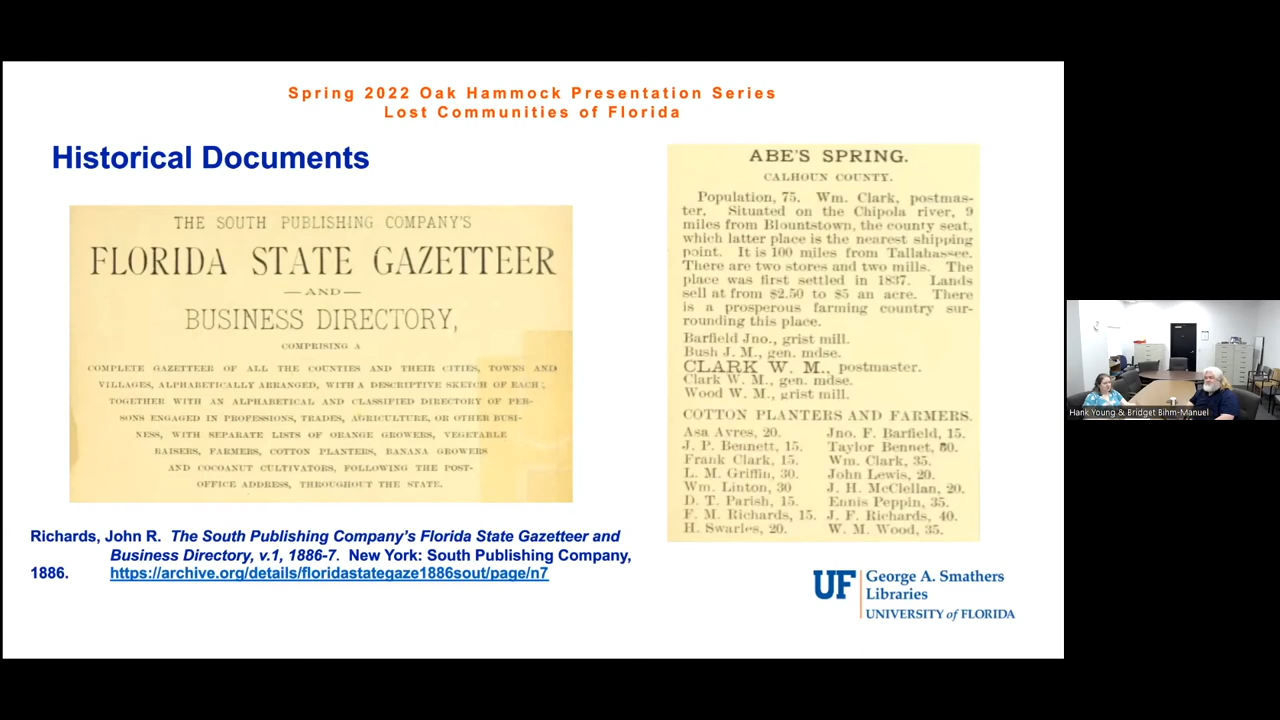 Spring 2022 Oak Hammock Presentation Series
Lost Communities of Florida
Historical Documents
THE SOUTH PUBLISHING COMPANY'S
FLORIDA STATE GAZETTEER
—AND—
BUSINESS DIRECTORY,
COMPRISING A
COMPLETE GAZETTEER OF ALL THE COUNTIES AND THEIR CITIES, TOWNS AND
VILLAGES, ALPHABETICALLY ARRANGED, WITH A DESCRIPTIVE SKETCH OF EACH;
TOGETHER WITH AN ALPHABETICAL AND CLASSIFIED DIRECTORY OF PER-
SONS ENGAGED IN PROFESSIONS, TRADES, AGRICULTURE, OR OTHER BUSI-
NESS, WITH SEPARATE LISTS OF ORANGE GROWERS, VEGETABLE
RAISERS, FARMERS, COTTON PLANTERS, BANANA GROWERS
AND COCOANUT CULTIVATORS, FOLLOWING THE POST-
OFFICE ADDRESS, THROUGHOUT THE STATE.
Richards, John R. The South Publishing Company's Florida State Gazetteer and
Business Directory, v.1, 1886-7. New York: South Publishing Company,
1886. https://archive.org/details/floridastategaze1886sout/page/n7
ABE'S SPRING.
CALHOUN COUNTY.
Population, 75. Wm. Clark, postmas-
ter. Situated on the Chipola river, 9
miles from Blountstown, the county seat,
which latter place is the nearest shipping
point. It is 100 miles from Tallahassee.
There are two stores and two mills. The
place was first settled in 1837. Lands
sell at from $2.50 to $5 an acre. There
is a prosperous farming country sur-
rounding this place.
Barfield Jno., grist mill.
Bush J. M., gen. mdse.
CLARK W. M., postmaster.
Clark W. M., gen. mdse.
Wood W. M., grist mill.
COTTON PLANTERS AND FARMERS.
Asa Ayres, 20. Jno. F. Barfield, 15.
J. P. Bennett, 15. Taylor Bennet,
Frank Clark, 15. Wm. Clark, 35.
L. M. Griffin, 30 John Lewis, 20.
Wm. Linton, 30 J. H. McClellan, 20.
D. T. Parish, 15. Ennis Peppin, 35.
F. M. Richards, 15. J. F. Richards, 40.
H. Swarles, 20. W. M. Wood, 35.
UF George A. Smathers
Libraries
UNIVERSITY of FLORIDA
Hank Young & Bridget Bihm-Manuel